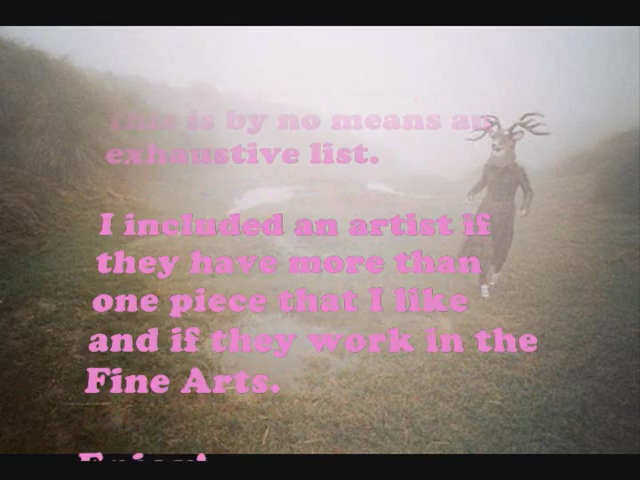 This is by no means an
exhaustive list.
I included an artist if
they have more than
one piece that I like
and if they work in the
Fine Arts.
Enjoy!